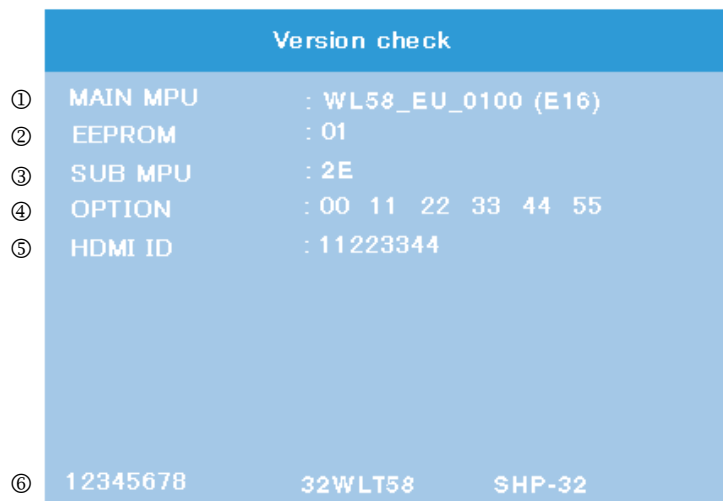 Version check
① MAIN MPU : WL58_EU_0100 (E16)
② EEPROM : 01
③ SUB MPU : 2E
④ OPTION : 00 11 22 33 44 55
⑤ HDMI ID : 11223344
⑥ 12345678 32WLT58 SHP-32